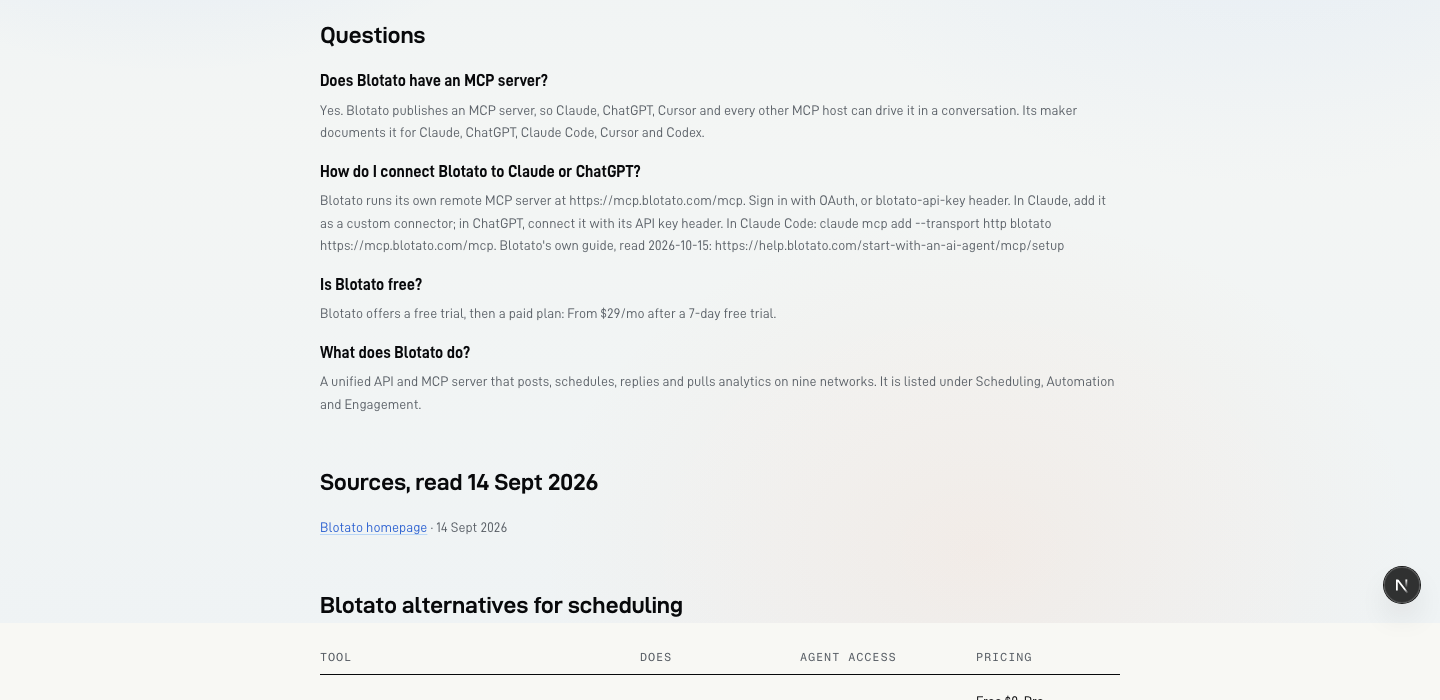 Questions
Does Blotato have an MCP server?
Yes. Blotato publishes an MCP server, so Claude, ChatGPT, Cursor and every other MCP host can drive it in a conversation. Its maker
documents it for Claude, ChatGPT, Claude Code, Cursor and Codex.
How do I connect Blotato to Claude or ChatGPT?
Blotato runs its own remote MCP server at https://mcp.blotato.com/mcp. Sign in with OAuth, or blotato-api-key header. In Claude, add it
as a custom connector; in ChatGPT, connect it with its API key header. In Claude Code: claude mcp add --transport http blotato
https://mcp.blotato.com/mcp. Blotato's own guide, read 2026-10-15: https://help.blotato.com/start-with-an-ai-agent/mcp/setup
Is Blotato free?
Blotato offers a free trial, then a paid plan: From $29/mo after a 7-day free trial.
What does Blotato do?
A unified API and MCP server that posts, schedules, replies and pulls analytics on nine networks. It is listed under Scheduling, Automation
and Engagement.
Sources, read 14 Sept 2026
Blotato homepage · 14 Sept 2026
N
Blotato alternatives for scheduling
TOOL DOES AGENT ACCESS PRICING